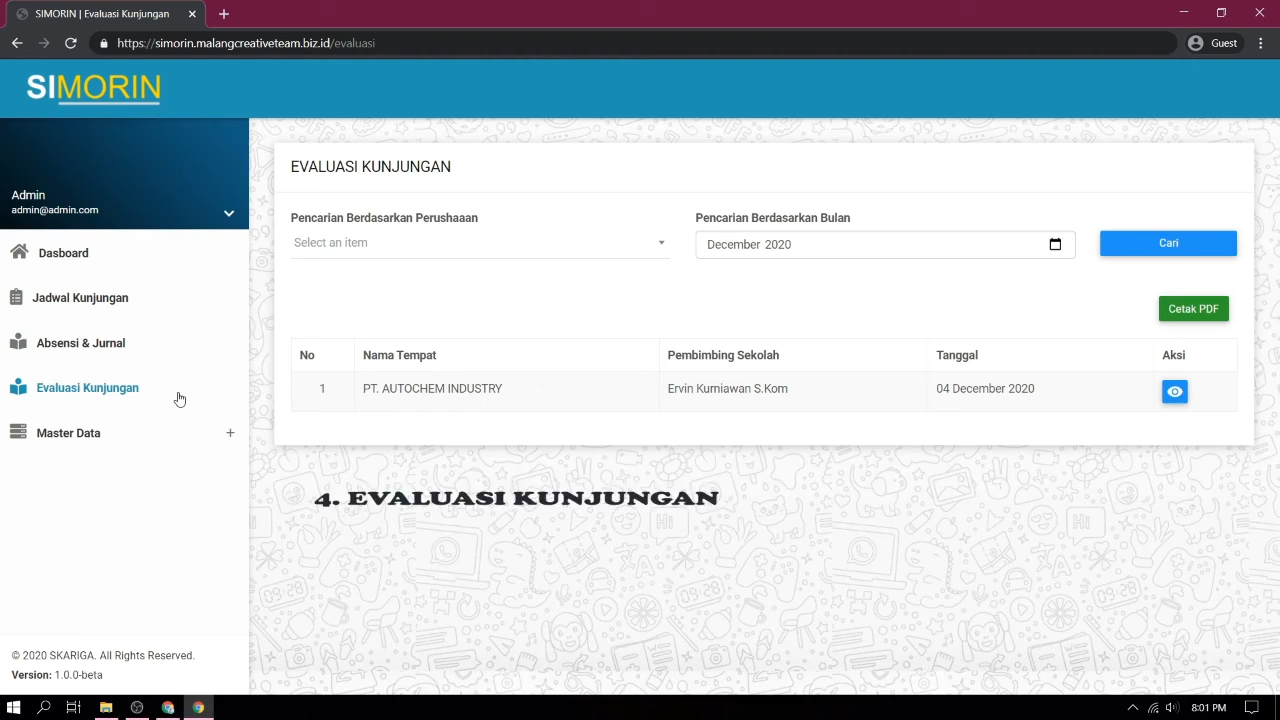 SIMORIN | Evaluasi Kunjungan
https://simorin.malangcreativeteam.biz.id/evaluasi
Guest
SIMORIN
Admin
admin@admin.com
Dasboard
Jadwal Kunjungan
Absensi & Jurnal
Evaluasi Kunjungan
Master Data
© 2020 SKARIGA. All Rights Reserved.
Version: 1.0.0-beta
EVALUASI KUNJUNGAN
Pencarian Berdasarkan Perushaaan
Pencarian Berdasarkan Bulan
Select an item
December 2020
Cari
Cetak PDF
No Nama Tempat Pembimbing Sekolah Tanggal Aksi
1 PT. AUTOCHEM INDUSTRY Ervin Kurniawan S.Kom 04 December 2020
4. EVALUASI KUNJUNGAN
8:01 PM